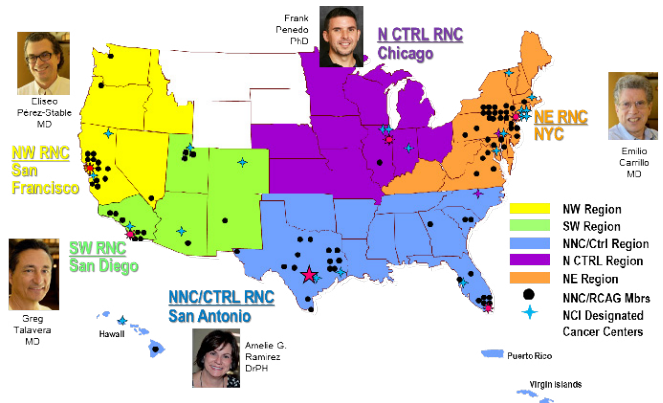 Frank
Penedo
PhD
N CTRL RNC
Chicago
Eliseo
Pérez-Stable
MD
NE RNC
NYC
Emilio
Carrillo
MD
NW RNC
San
Francisco
SW RNC
San Diego
Greg
Talavera
MD
NNC/CTRL RNC
San Antonio
Amelie G.
Ramirez
DrPH
Hawaii
Puerto Rico
Virgin Islands
NW Region
SW Region
NNC/Ctrl Region
N CTRL Region
NE Region
NNC/RCAG Mbrs
NCI Designated
Cancer Centers